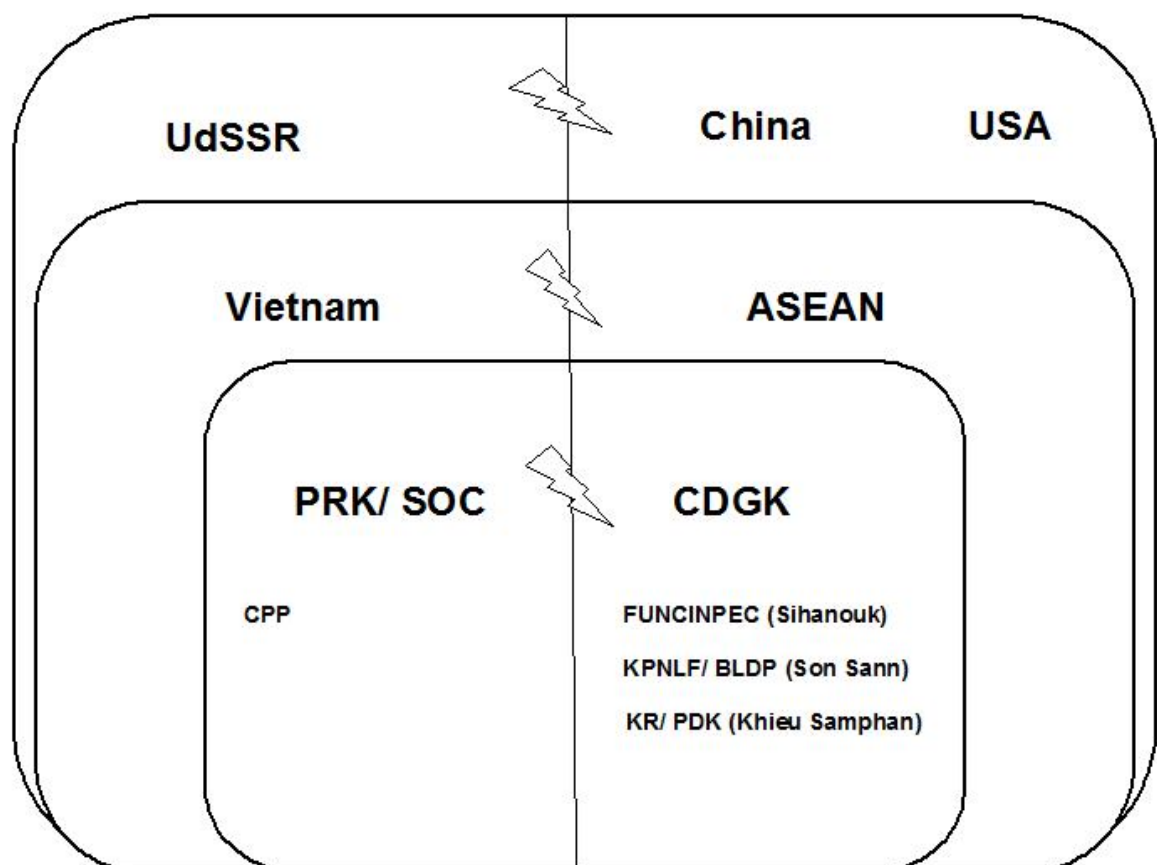 UdSSR
China
USA
Vietnam
ASEAN
PRK/ SOC
CDGK
CPP
FUNCINPEC (Sihanouk)
KPNLF/ BLDP (Son Sann)
KR/ PDK (Khieu Samphan)